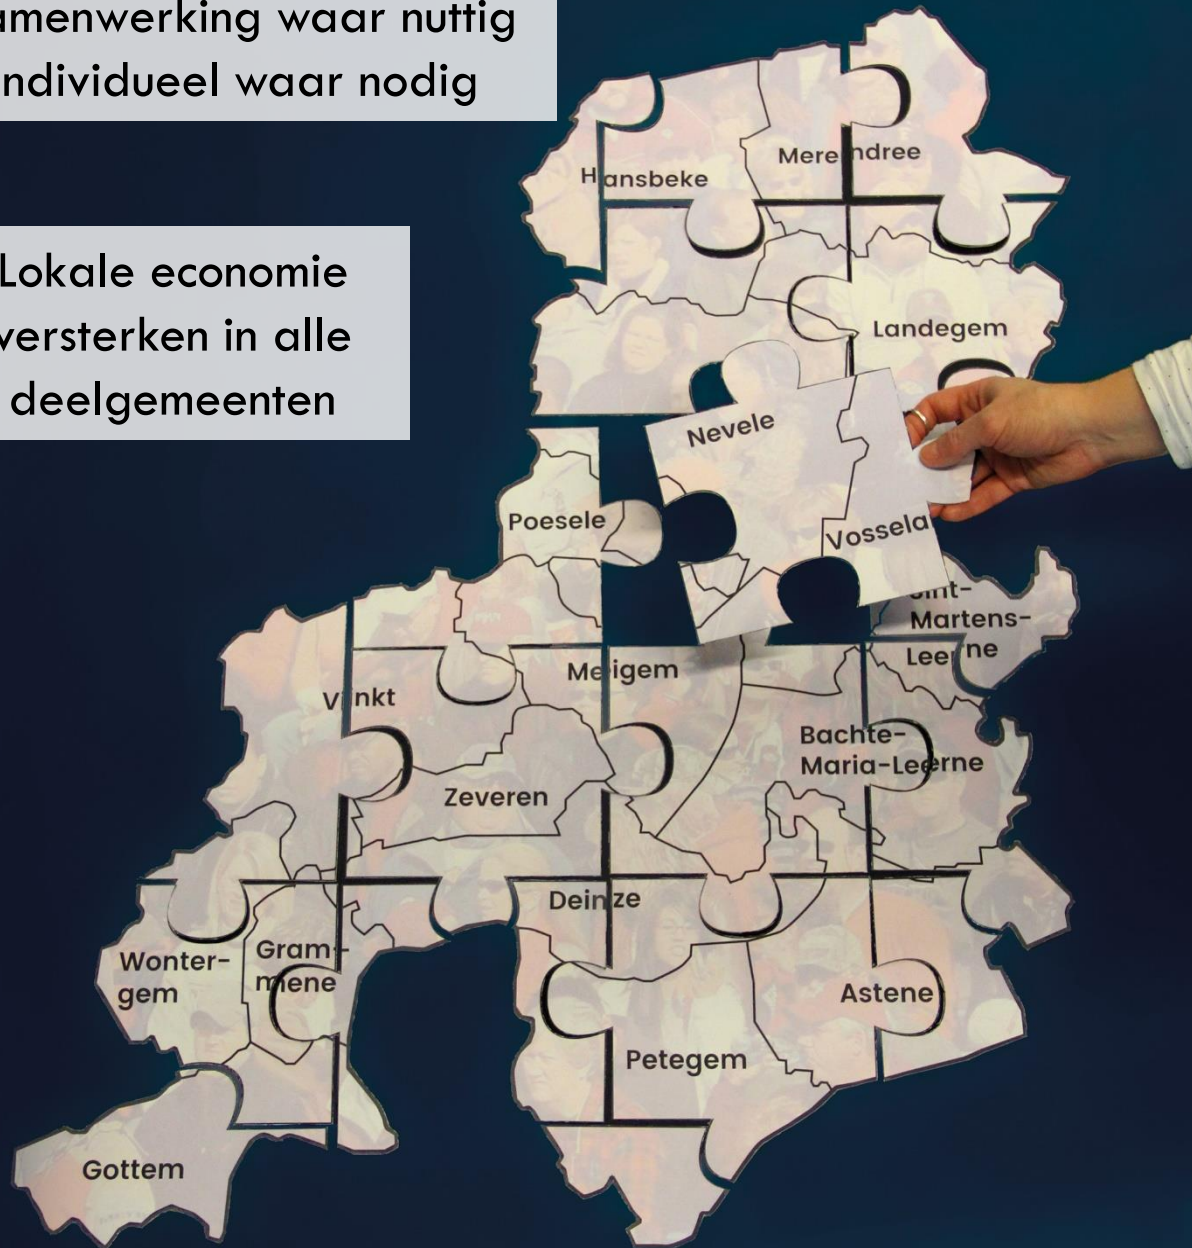 amenwerking waar nuttig
ndividueel waar nodig
Lokale economie
versterken in alle
deelgemeenten
Hansbeke
Merendree
Landegem
Nevele
Vossela
Poesele
Sint-
Martens-
Leerne
Meigem
Vinkt
Bachte-
Maria-Leerne
Zeveren
Deinze
Wonter-
gem
Gram-
mene
Astene
Petegem
Gottem